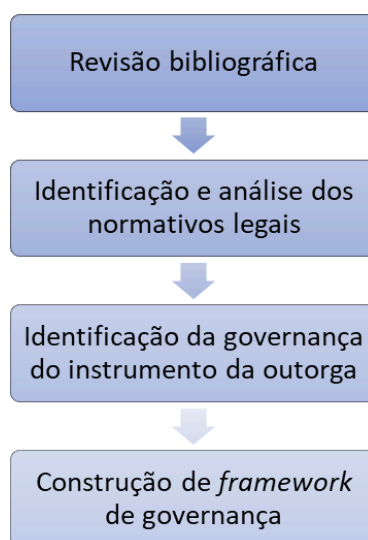 Revisão bibliográfica
Identificação e análise dos
normativos legais
Identificação da governança
do instrumento da outorga
Construção de framework
de governança